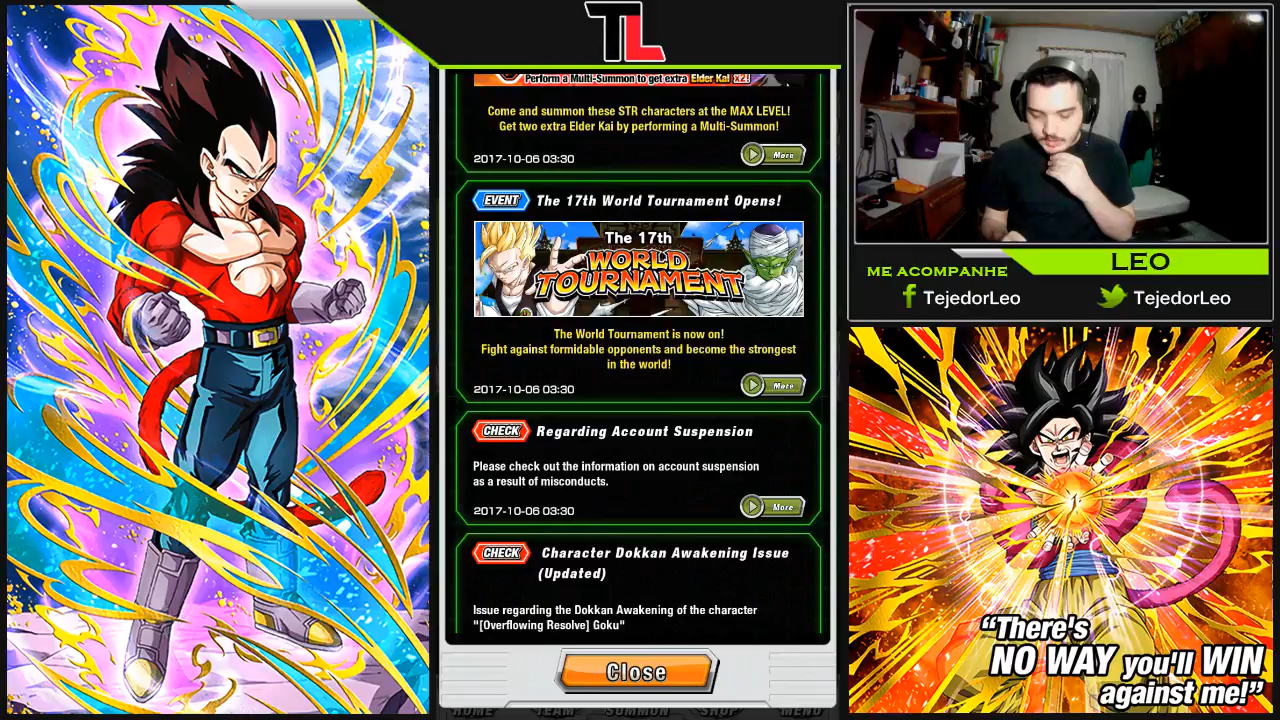 TL
Perform a Multi-Summon to get extra Elder Kai x2!
Come and summon these STR characters at the MAX LEVEL!
Get two extra Elder Kai by performing a Multi-Summon!
2017-10-06 03:30
More
EVENT The 17th World Tournament Opens!
The 17th
WORLD
TOURNAMENT
The World Tournament is now on!
Fight against formidable opponents and become the strongest
in the world!
2017-10-06 03:30
More
CHECK Regarding Account Suspension
Please check out the information on account suspension
as a result of misconducts.
2017-10-06 03:30
More
CHECK Character Dokkan Awakening Issue
(Updated)
Issue regarding the Dokkan Awakening of the character
"[Overflowing Resolve] Goku"
Close
HOME TEAM SUMMON SHOP MENU
ME ACOMPANHE
LEO
f TejedorLeo
TejedorLeo
“There's
NO WAY you'll WIN
against me!”